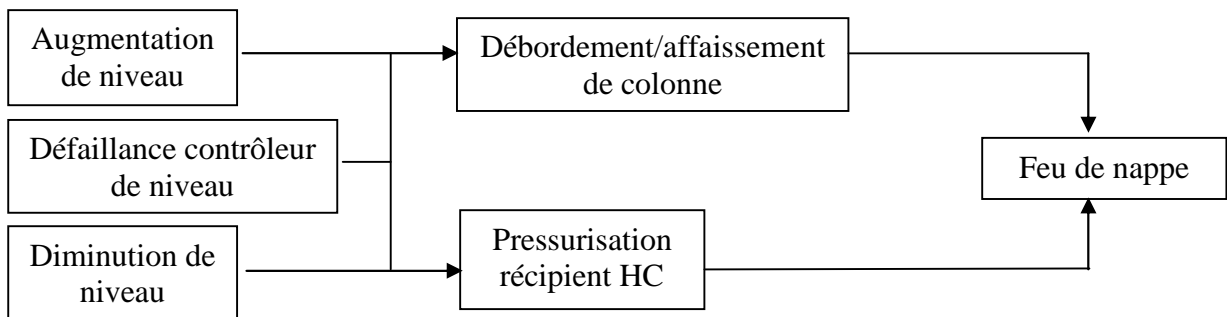 Augmentation
de niveau
Débordement/affaissement
de colonne
Défaillance contrôleur
de niveau
Feu de nappe
Diminution de
niveau
Pressurisation
récipient HC